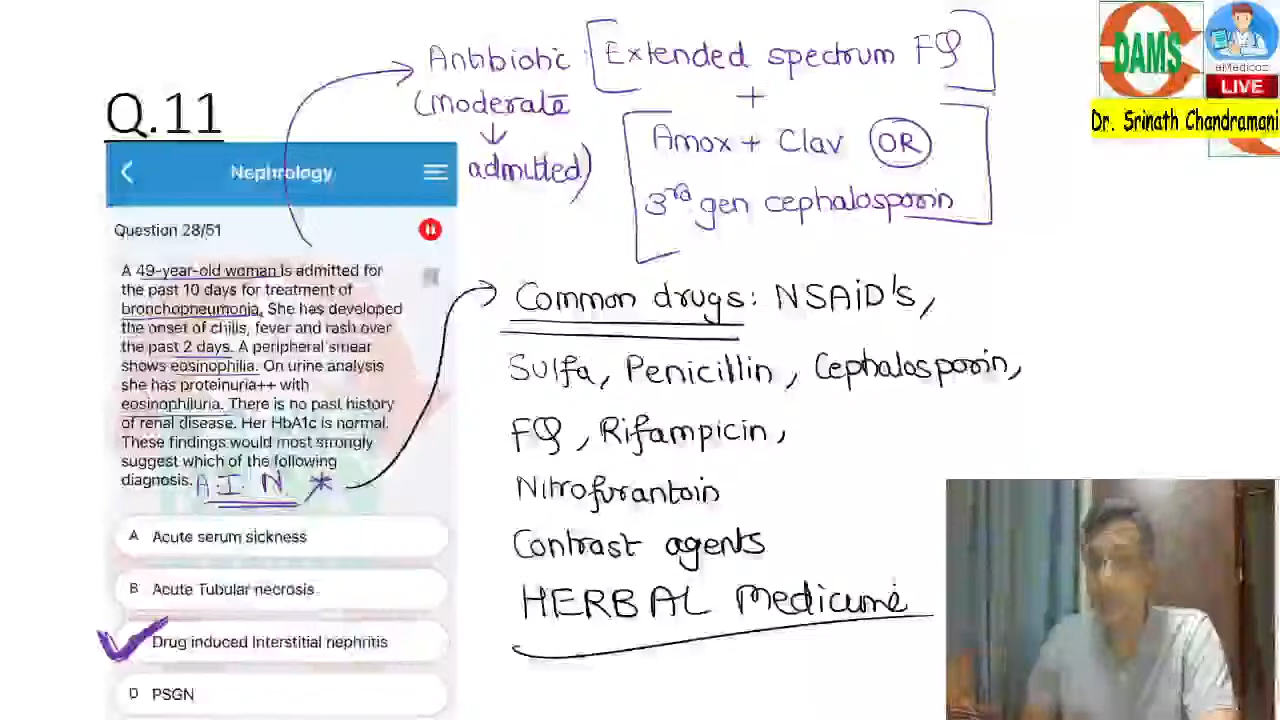 Antibiotic : Extended spectrum FQ
(moderate
+
↓
admitted)
Amox + Clav OR
3rd gen cephalosporin
DAMS
eMedicoz
LIVE
Dr. Srinath Chandramani
Q.11
Nephrology
Question 28/51
A 49-year-old woman is admitted for
the past 10 days for treatment of
bronchopneumonia. She has developed
the onset of chills, fever and rash over
the past 2 days. A peripheral smear
shows eosinophilia. On urine analysis
she has proteinuria++ with
eosinophiluria. There is no past history
of renal disease. Her HbA1c is normal.
These findings would most strongly
suggest which of the following
diagnosis. A.I.N. *
A Acute serum sickness
B Acute Tubular necrosis
Drug induced Interstitial nephritis
D PSGN
Common drugs: NSAiD's,
Sulfa, Penicillin, Cephalosporin,
FQ, Rifampicin,
Nitrofurantoin
Contrast agents
HERBAL Medicine